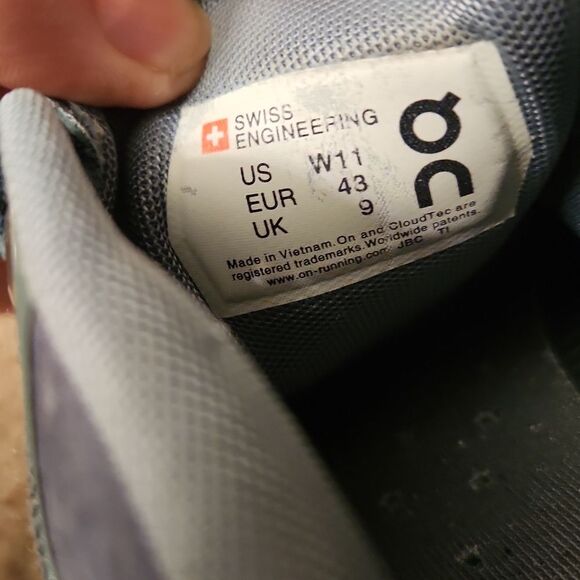 SWISS
ENGINEERING
US W11
EUR 43
UK 9
Made in Vietnam. On and CloudTec are
registered trademarks. Worldwide patents.
www.on-running.com JBC TI
On